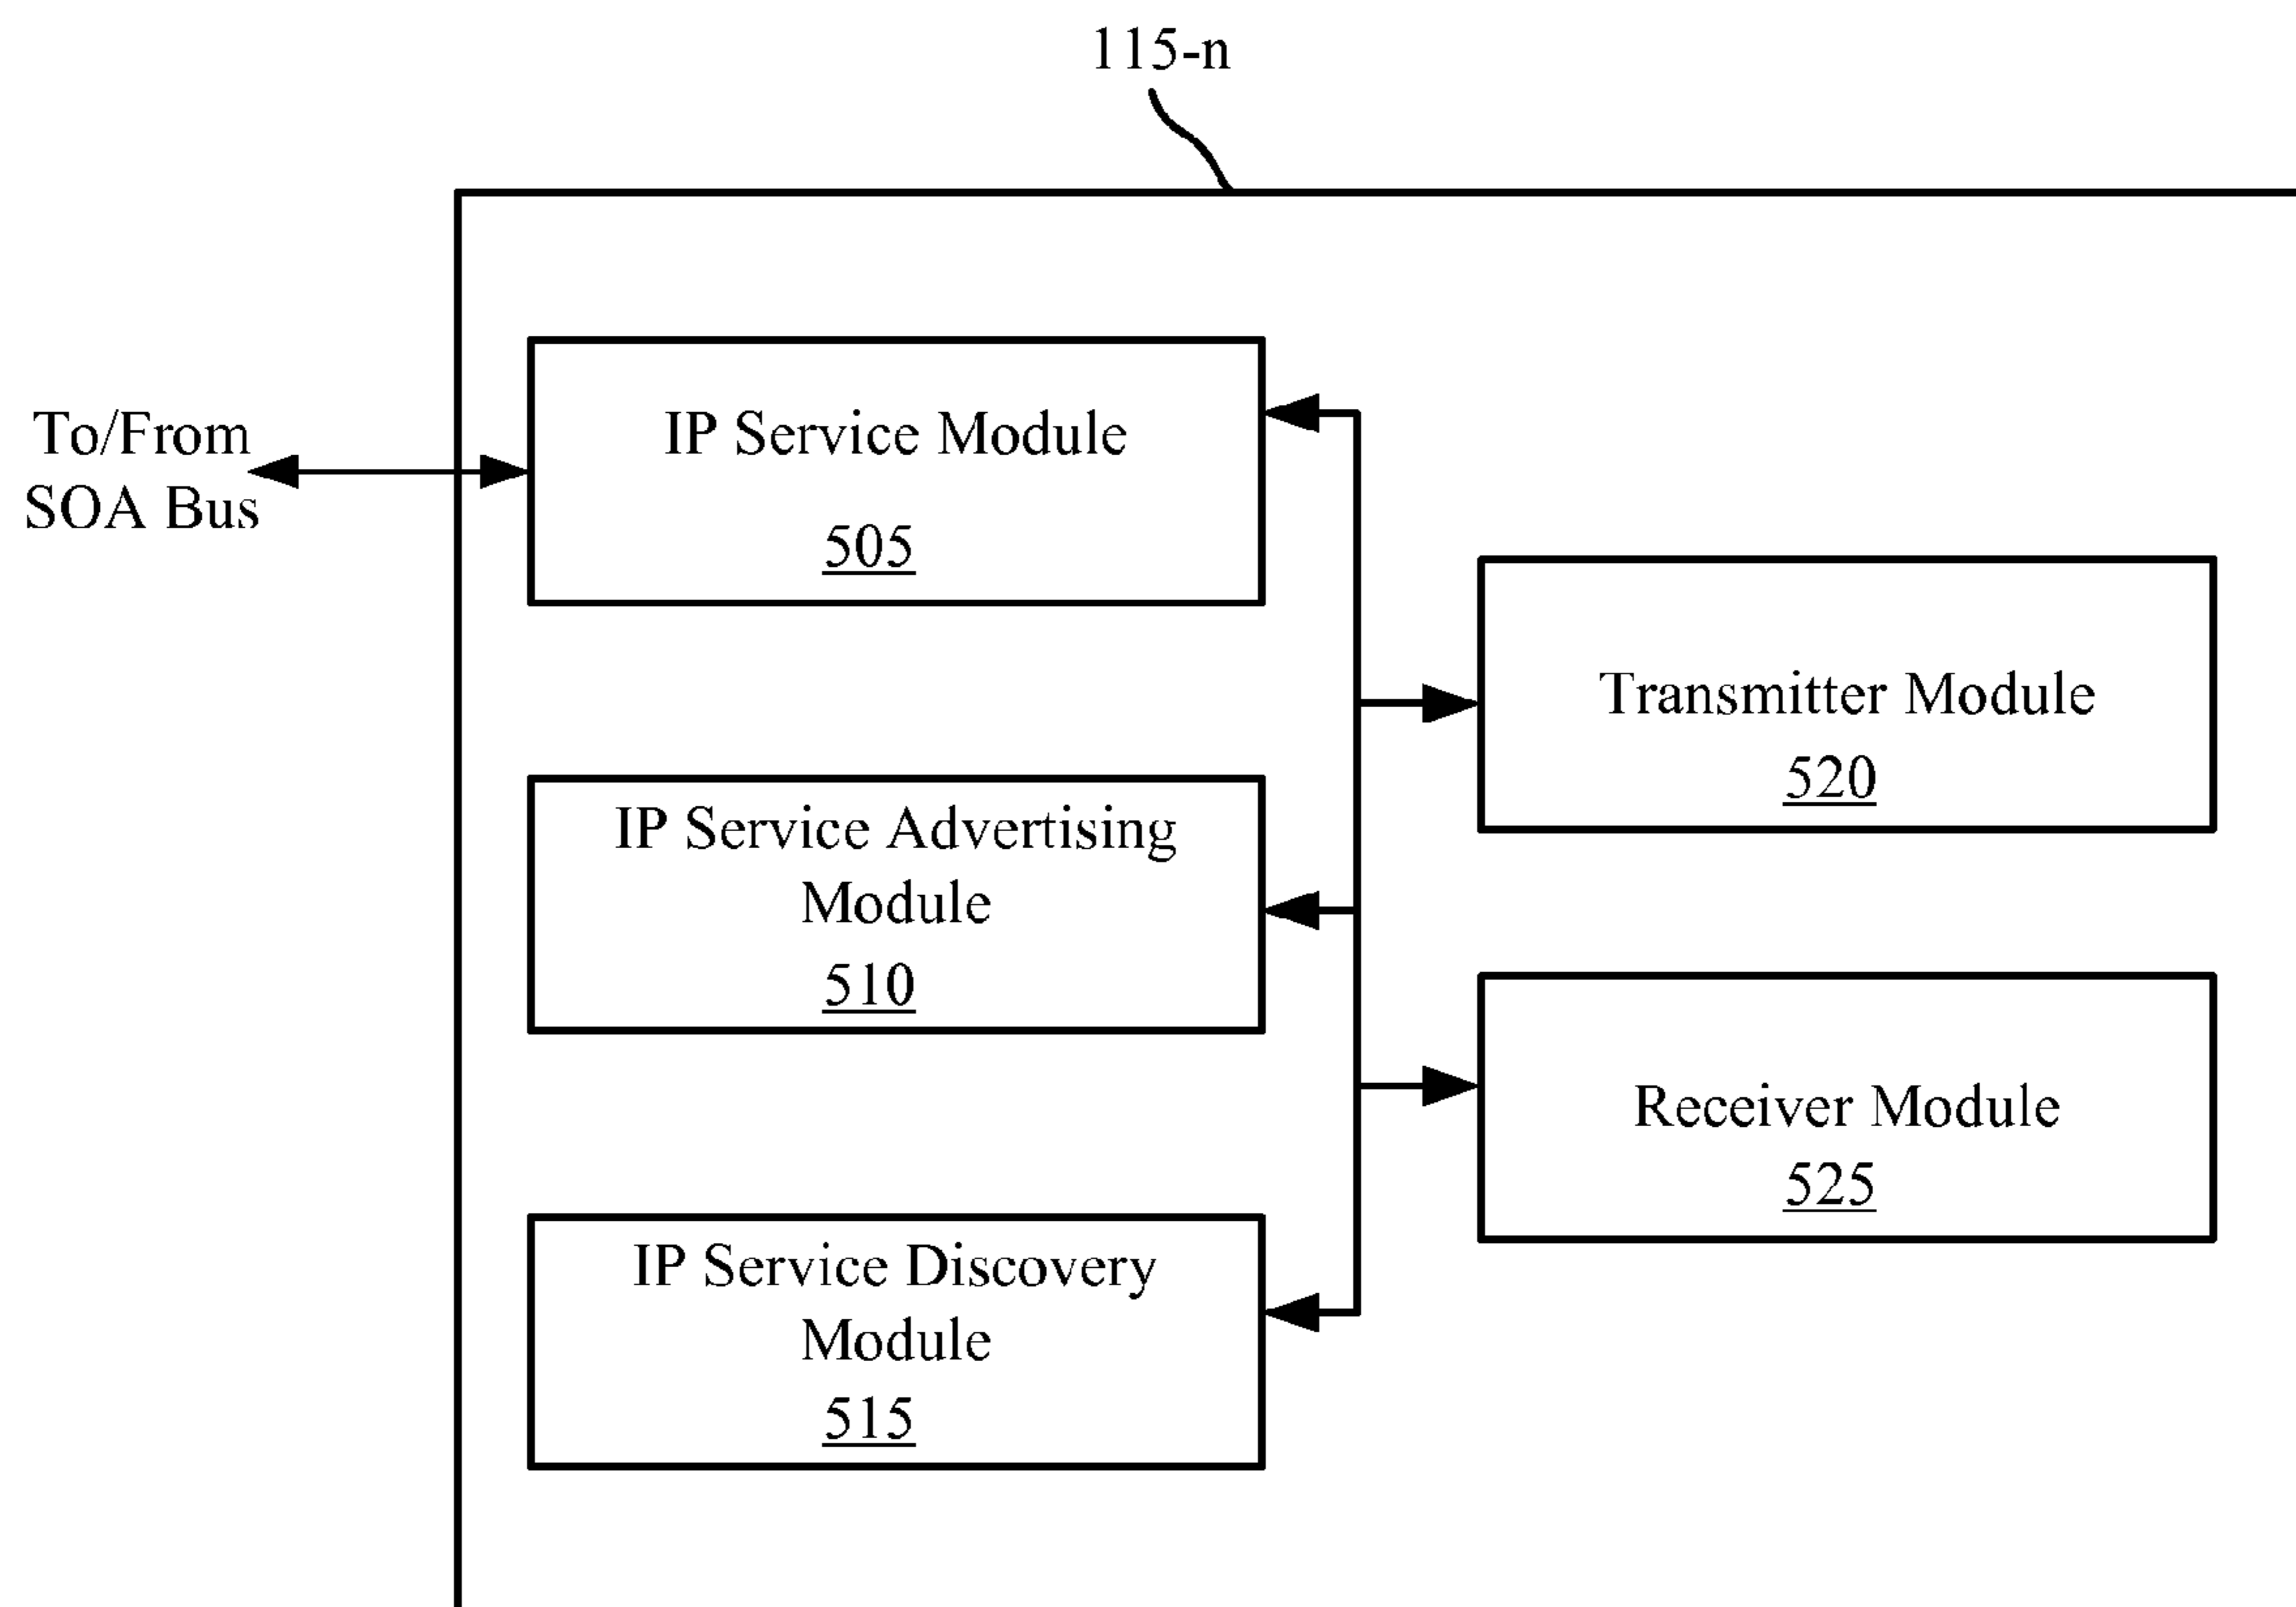 115-n
To/From
SOA Bus
IP Service Module
505
IP Service Advertising
Module
510
IP Service Discovery
Module
515
Transmitter Module
520
Receiver Module
525